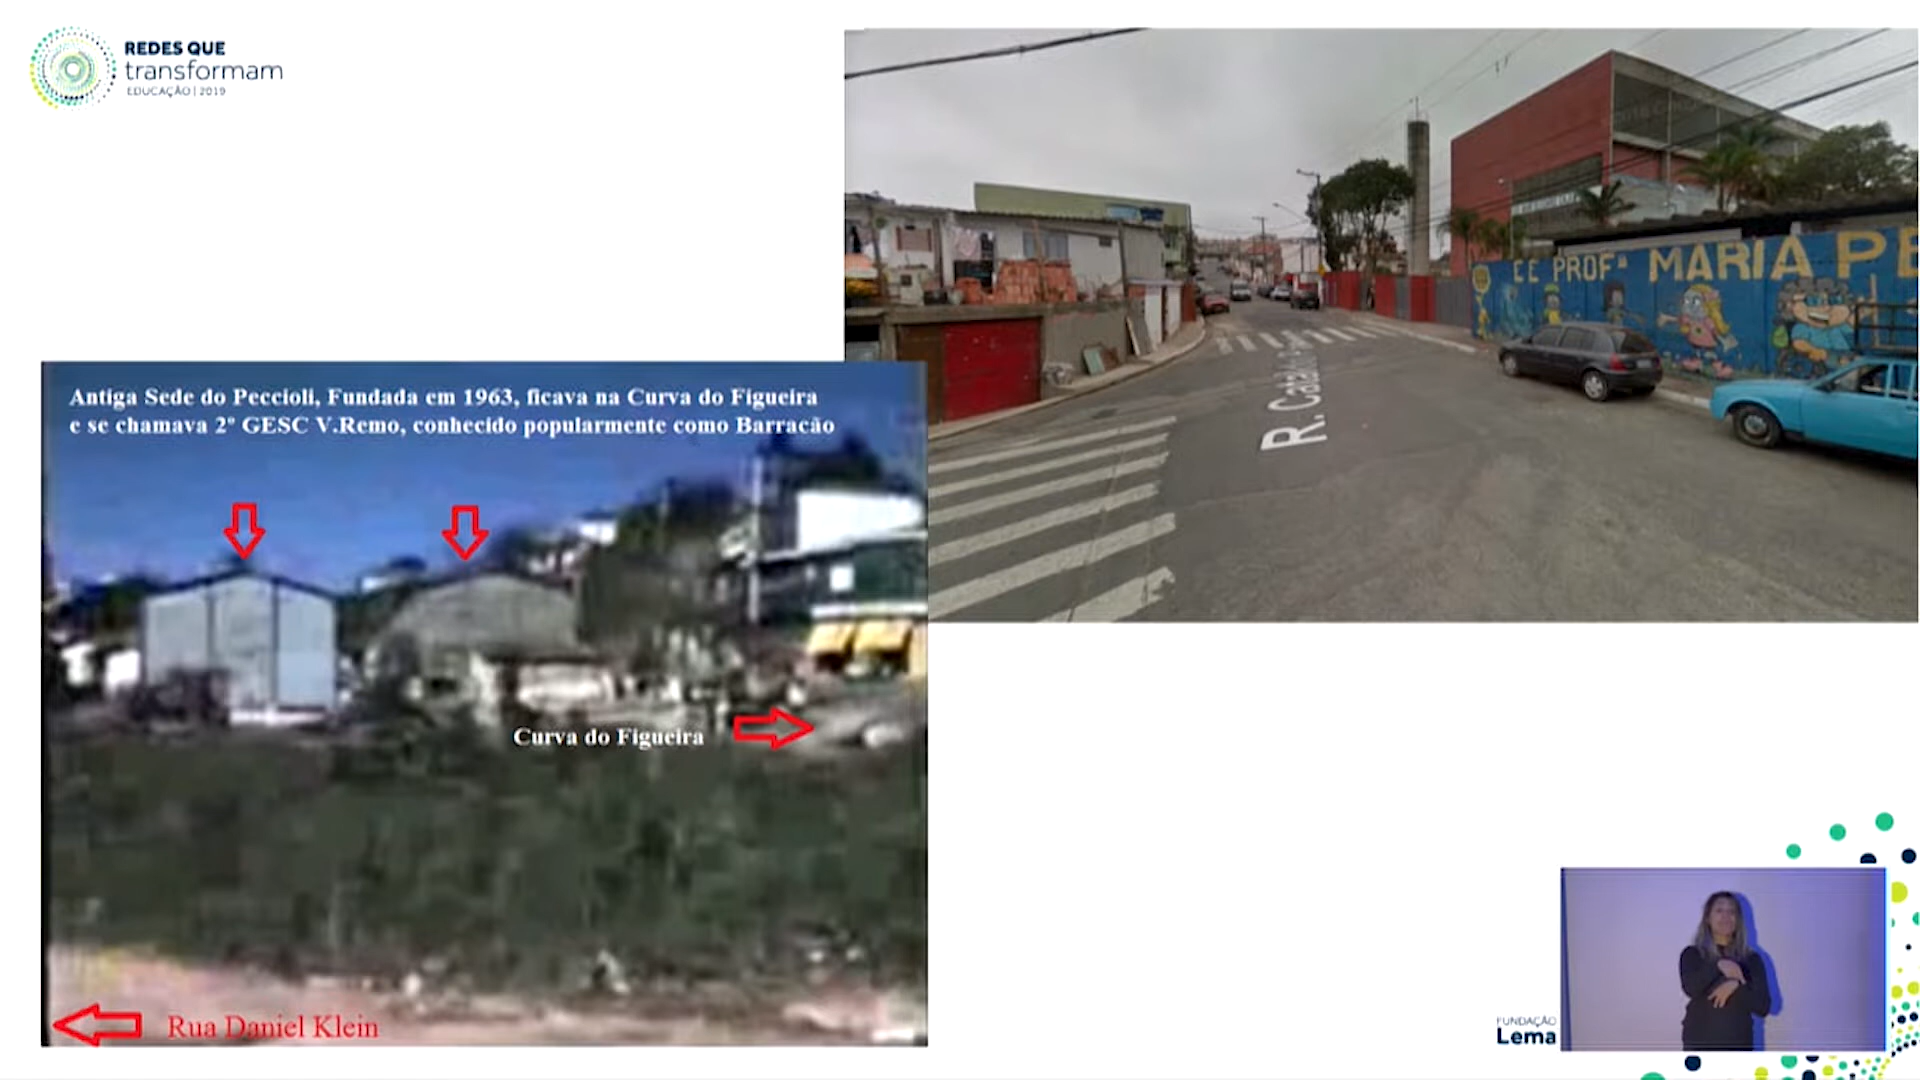 REDES QUE
transformam
EDUCAÇÃO | 2019
EE PROFª MARIA PE
Antiga Sede do Peccioli, Fundada em 1963, ficava na Curva do Figueira
e se chamava 2º GESC V.Remo, conhecido popularmente como Barracão
Curva do Figueira
Rua Daniel Klein
FUNDAÇÃO
Lema